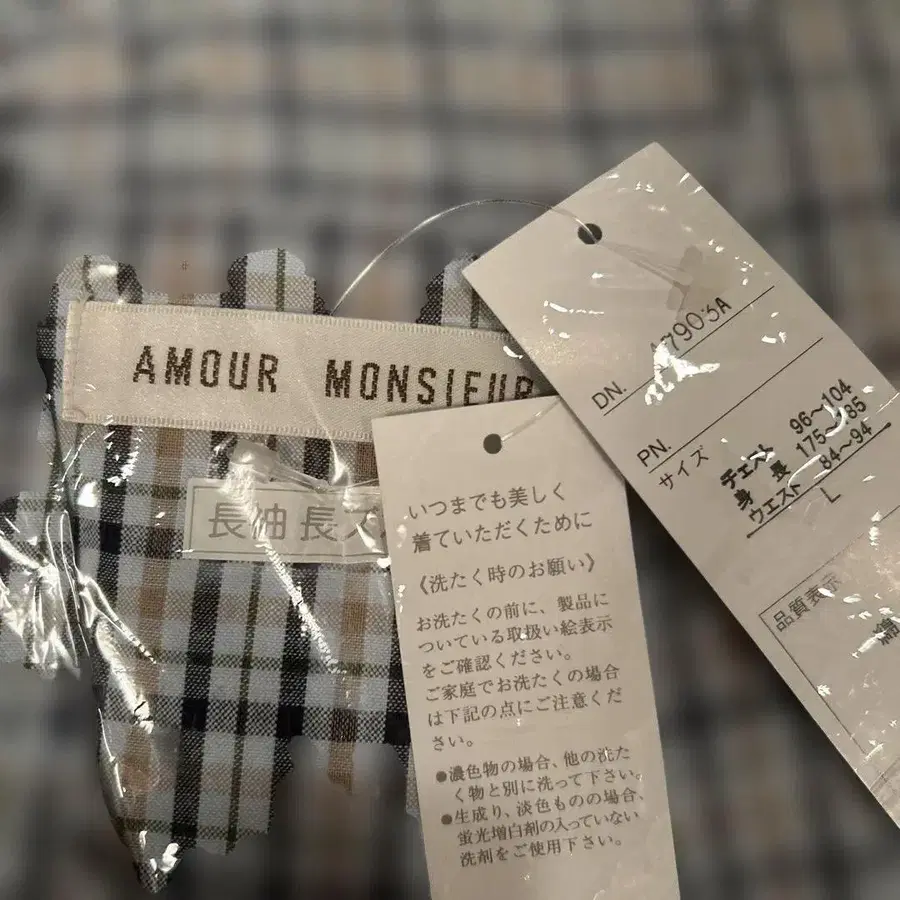 AMOUR MONSIEUR
長袖 長ズ
いつまでも美しく
着ていただくために
《洗たく時のお願い》
お洗たくの前に、製品に
ついている取扱い絵表示
をご確認ください。
ご家庭でお洗たくの場合
は下記の点にご注意くだ
さい。
●濃色物の場合、他の洗た
く物と別に洗って下さい。
●生成り、淡色ものの場合、
蛍光増白剤の入っていない
洗剤をご使用下さい。
DN.
PN.
サイズ
チェスト 96〜104
身 長 175〜185
ウエスト 84〜94
L
品質表示